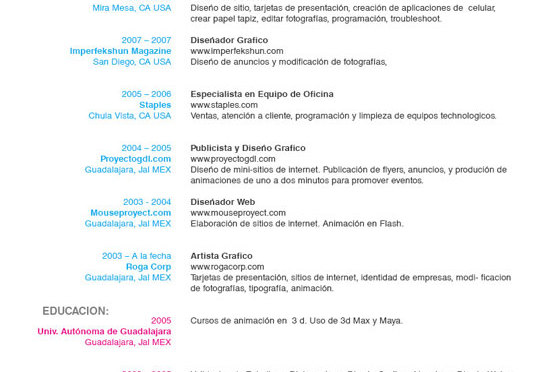 Mira Mesa, CA USA Diseño de sitio, tarjetas de presentación, creación de aplicaciones de celular,
crear papel tapiz, editar fotografías, programación, troubleshoot.
2007 – 2007 Diseñador Grafico
Imperfekshun Magazine www.imperfekshun.com
San Diego, CA USA Diseño de anuncios y modificación de fotografías,
2005 – 2006 Especialista en Equipo de Oficina
Staples www.staples.com
Chula Vista, CA USA Ventas, atención a cliente, programación y limpieza de equipos technologicos.
2004 – 2005 Publicista y Diseño Grafico
Proyectogdl.com www.proyectogdl.com
Guadalajara, Jal MEX Diseño de mini-sitios de internet. Publicación de flyers, anuncios, y produción de
animaciones de uno a dos minutos para promover eventos.
2003 - 2004 Diseñador Web
Mouseproyect.com www.mouseproyect.com
Guadalajara, Jal MEX Elaboración de sitios de internet. Animación en Flash.
2003 – A la fecha Artista Grafico
Roga Corp www.rogacorp.com
Guadalajara, Jal MEX Tarjetas de presentación, sitios de internet, identidad de empresas, modi- ficacion
de fotografías, tipografía, animación.
EDUCACION:
2005 Cursos de animación en 3 d. Uso de 3d Max y Maya.
Univ. Autónoma de Guadalajara
Guadalajara, Jal MEX